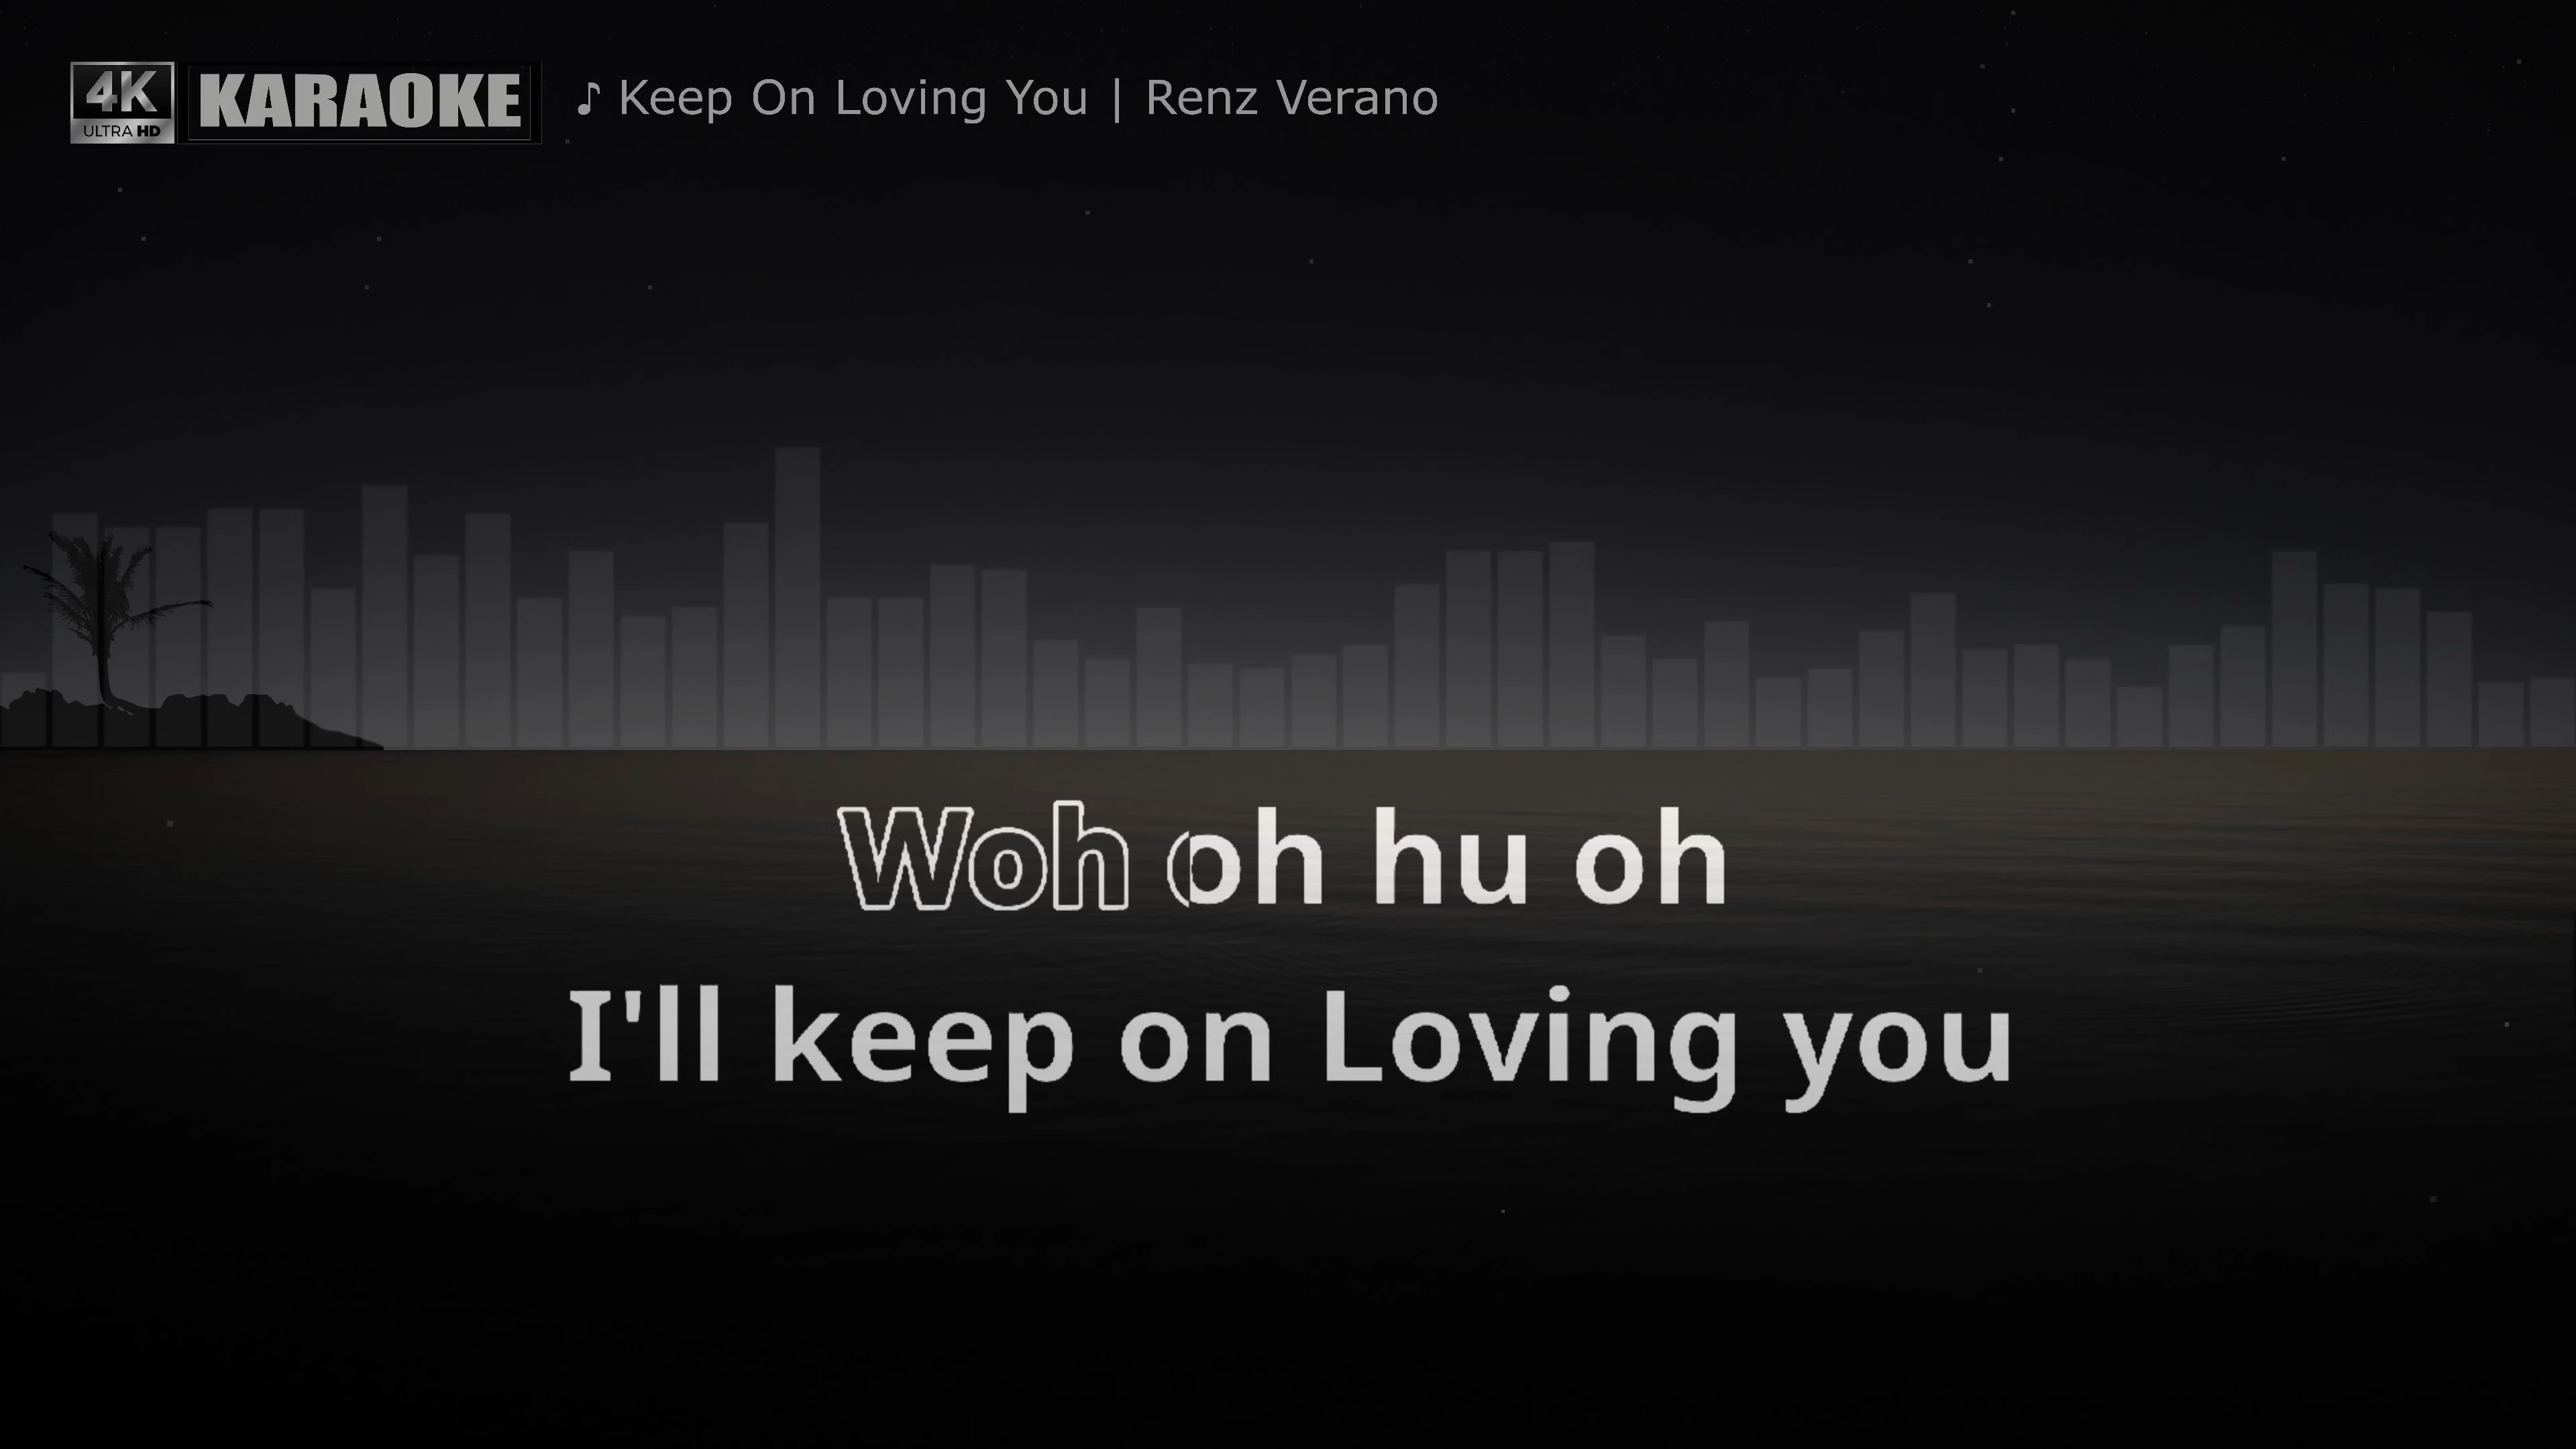 4K
ULTRA HD
KARAOKE
♪ Keep On Loving You | Renz Verano
Woh oh hu oh
I'll keep on Loving you